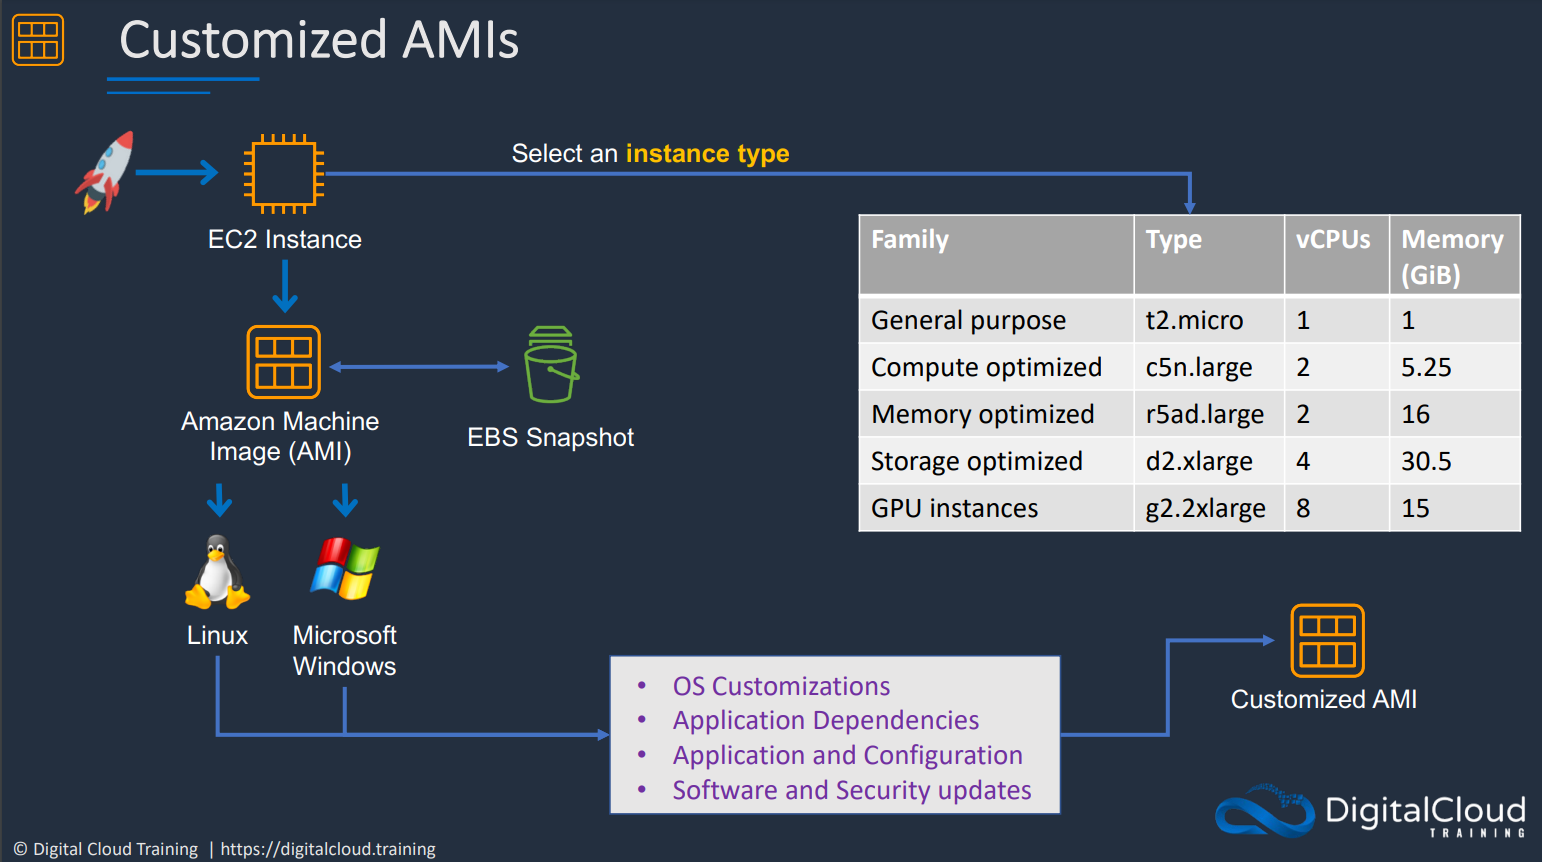 Customized AMIs
Select an instance type
EC2 Instance
Family Type vCPUs Memory
(GiB)
General purpose t2.micro 1 1
Compute optimized c5n.large 2 5.25
Memory optimized r5ad.large 2 16
Storage optimized d2.xlarge 4 30.5
GPU instances g2.2xlarge 8 15
Amazon Machine
Image (AMI)
EBS Snapshot
Linux
Microsoft
Windows
• OS Customizations
• Application Dependencies
• Application and Configuration
• Software and Security updates
Customized AMI
DigitalCloud
TRAINING
© Digital Cloud Training | https://digitalcloud.training